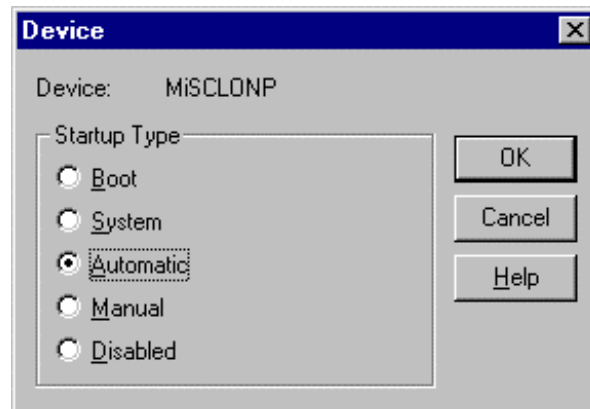 Device
Device: MiSCLONP
Startup Type
Boot
System
Automatic
Manual
Disabled
OK
Cancel
Help